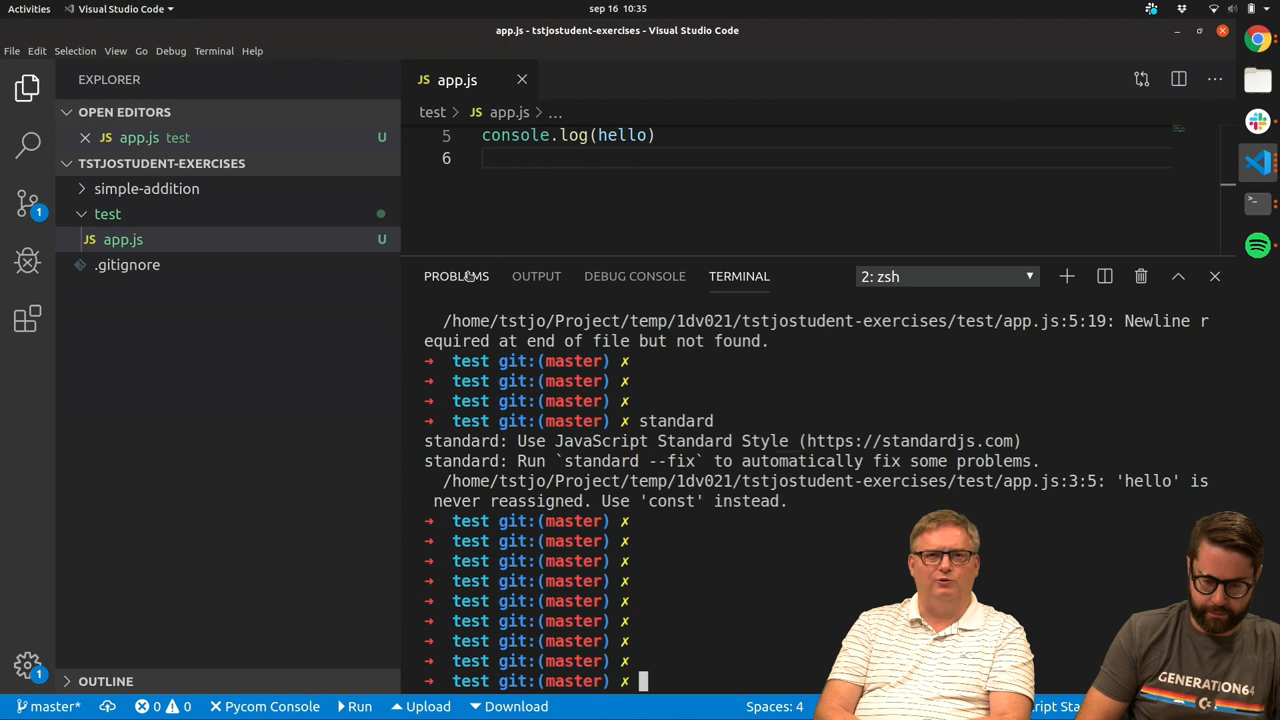 Activities
Visual Studio Code
sep 16 10:35
app.js - tstjostudent-exercises - Visual Studio Code
File Edit Selection View Go Debug Terminal Help
EXPLORER
OPEN EDITORS
JS app.js test U
TSTJOSTUDENT-EXERCISES
simple-addition
test
JS app.js U
.gitignore
OUTLINE
JS app.js
test > JS app.js > ...
5 console.log(hello)
6
PROBLEMS OUTPUT DEBUG CONSOLE TERMINAL 2: zsh
/home/tstjo/Project/temp/1dv021/tstjostudent-exercises/test/app.js:5:19: Newline r
equired at end of file but not found.
→ test git:(master) ✗
→ test git:(master) ✗
→ test git:(master) ✗
→ test git:(master) ✗ standard
standard: Use JavaScript Standard Style (https://standardjs.com)
standard: Run `standard --fix` to automatically fix some problems.
/home/tstjo/Project/temp/1dv021/tstjostudent-exercises/test/app.js:3:5: 'hello' is
never reassigned. Use 'const' instead.
→ test git:(master) ✗
→ test git:(master) ✗
→ test git:(master) ✗
→ test git:(master) ✗
→ test git:(master) ✗
→ test git:(master) ✗
→ test git:(master) ✗
→ test git:(master) ✗
→ test git:(master) ✗
GENERATION64
1
1
master* 0 0 Pycom Console Run Upload Download Spaces: 4